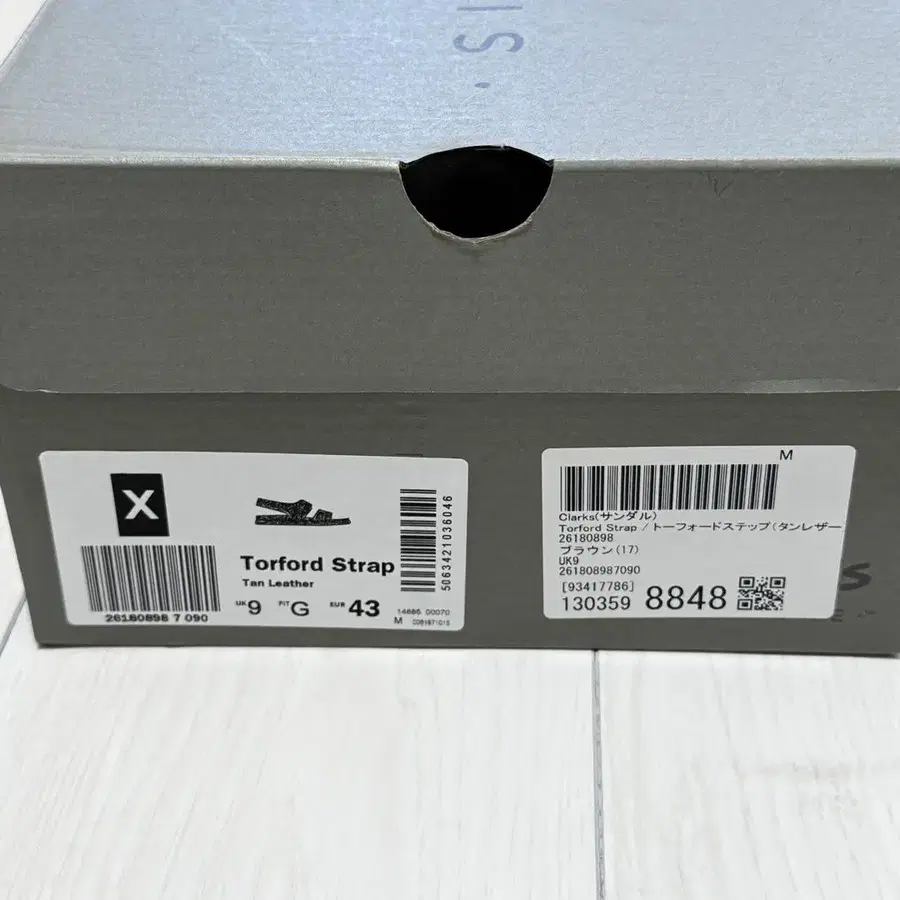 S I
X
Torford Strap
Tan Leather
UK 9 FIT G EUR 43
26180898 7 090
5063421036046
14685 00070
M
M
Clarks(サンダル)
Torford Strap / トーフォードステップ(タンレザー
26180898
ブラウン(17)
UK9
261808987090
[93417786]
130359 8848